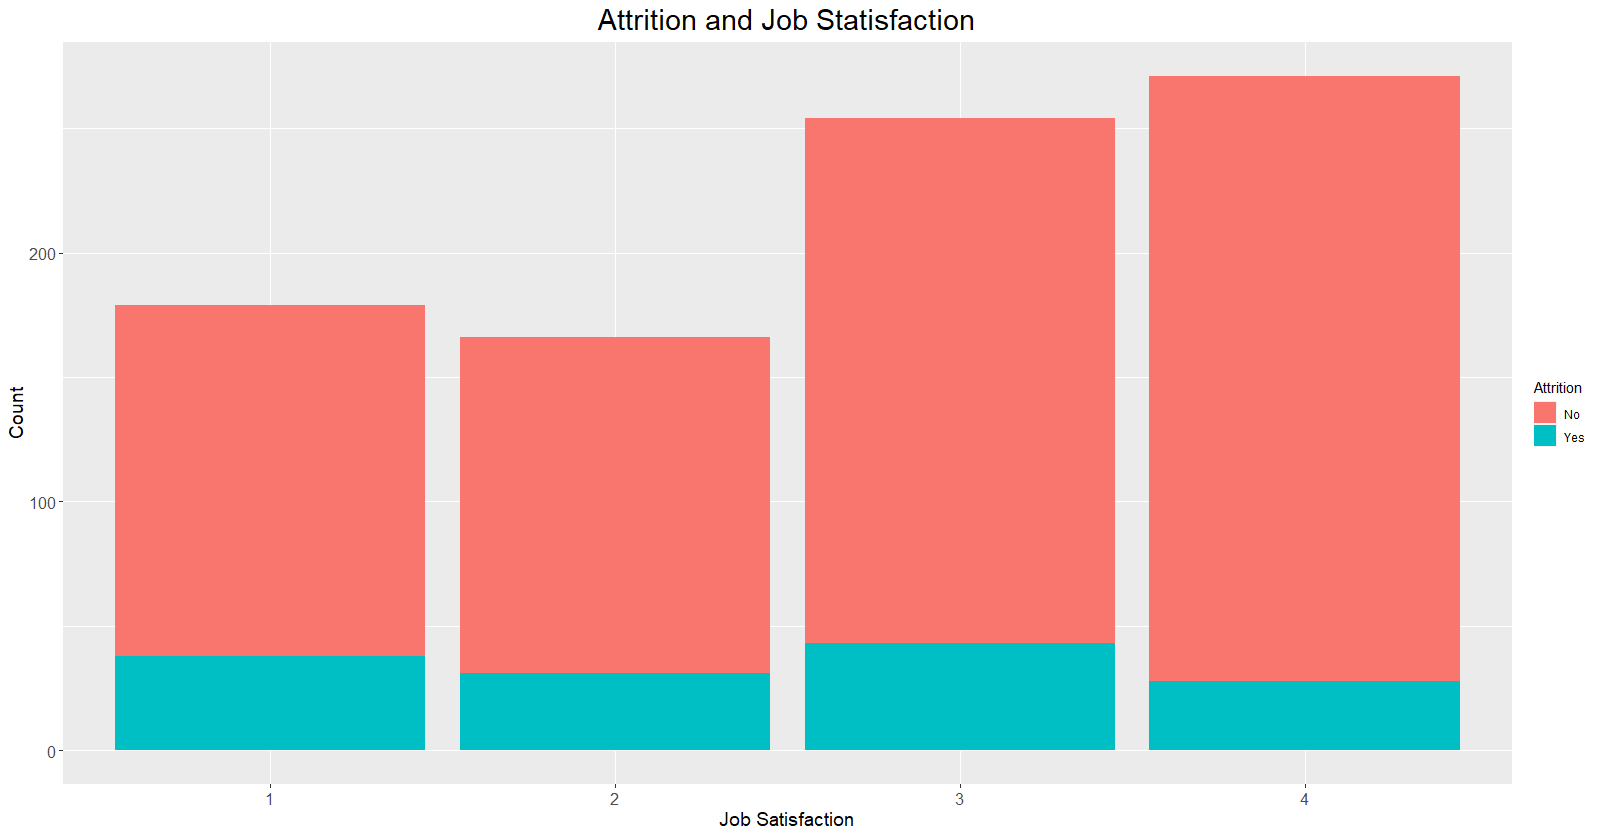 Attrition and Job Statisfaction
Count
200
100
0
1
2
3
4
Job Satisfaction
Attrition
No
Yes